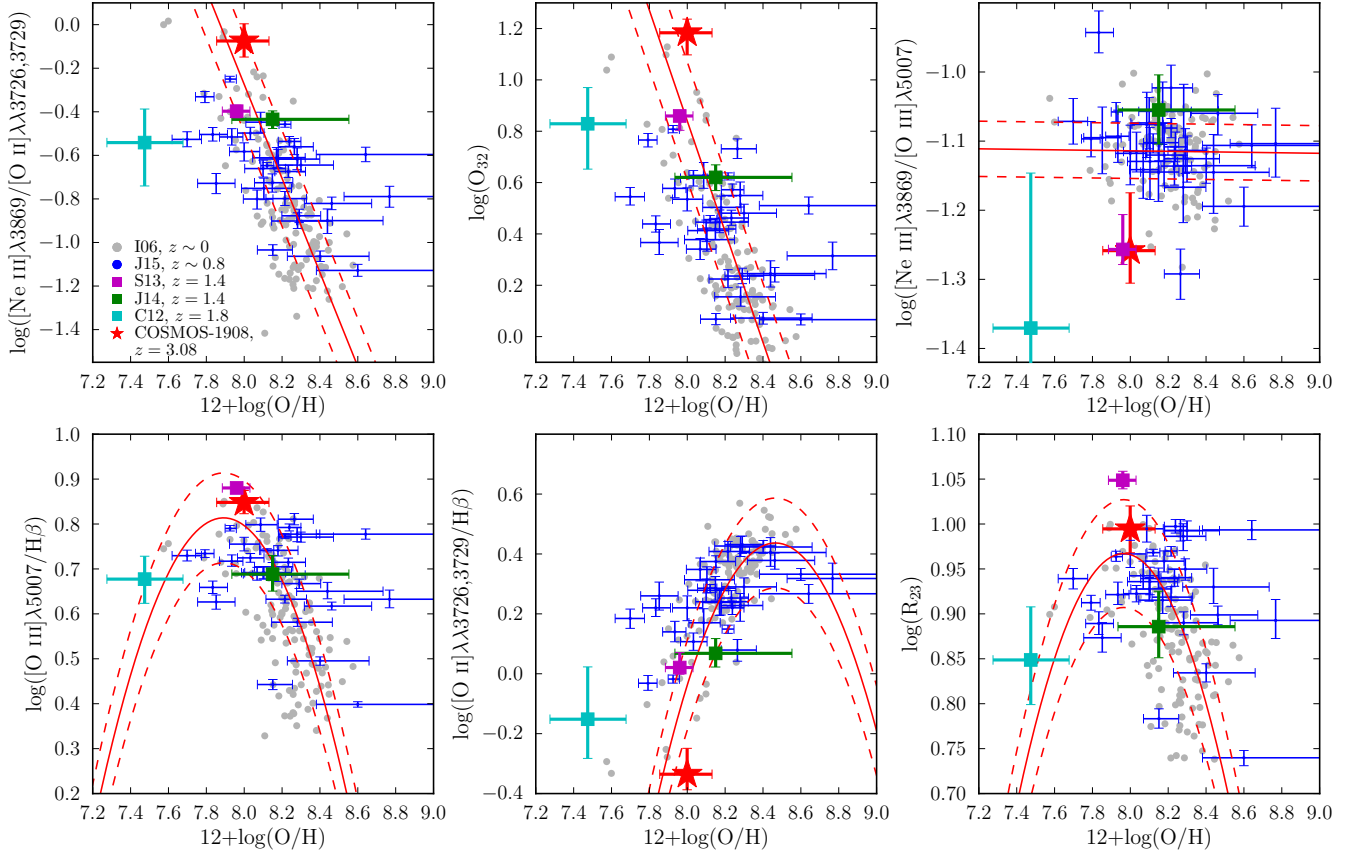 0.0
−0.2
−0.4
−0.6
−0.8
−1.0
−1.2
−1.4
log([Ne III]λ3869/[O II]λλ3726,3729)
I06, z ∼ 0
J15, z ∼ 0.8
S13, z = 1.4
J14, z = 1.4
C12, z = 1.8
COSMOS-1908,
z = 3.08
7.2 7.4 7.6 7.8 8.0 8.2 8.4 8.6 8.8 9.0
12+log(O/H)
1.2
1.0
0.8
0.6
0.4
0.2
0.0
log(O₃₂)
7.2 7.4 7.6 7.8 8.0 8.2 8.4 8.6 8.8 9.0
12+log(O/H)
−1.0
−1.1
−1.2
−1.3
−1.4
log([Ne III]λ3869/[O III]λ5007)
7.2 7.4 7.6 7.8 8.0 8.2 8.4 8.6 8.8 9.0
12+log(O/H)
1.0
0.9
0.8
0.7
0.6
0.5
0.4
0.3
0.2
log([O III]λ5007/Hβ)
7.2 7.4 7.6 7.8 8.0 8.2 8.4 8.6 8.8 9.0
12+log(O/H)
0.8
0.6
0.4
0.2
0.0
−0.2
−0.4
log([O II]λλ3726,3729/Hβ)
7.2 7.4 7.6 7.8 8.0 8.2 8.4 8.6 8.8 9.0
12+log(O/H)
1.10
1.05
1.00
0.95
0.90
0.85
0.80
0.75
0.70
log(R₂₃)
7.2 7.4 7.6 7.8 8.0 8.2 8.4 8.6 8.8 9.0
12+log(O/H)